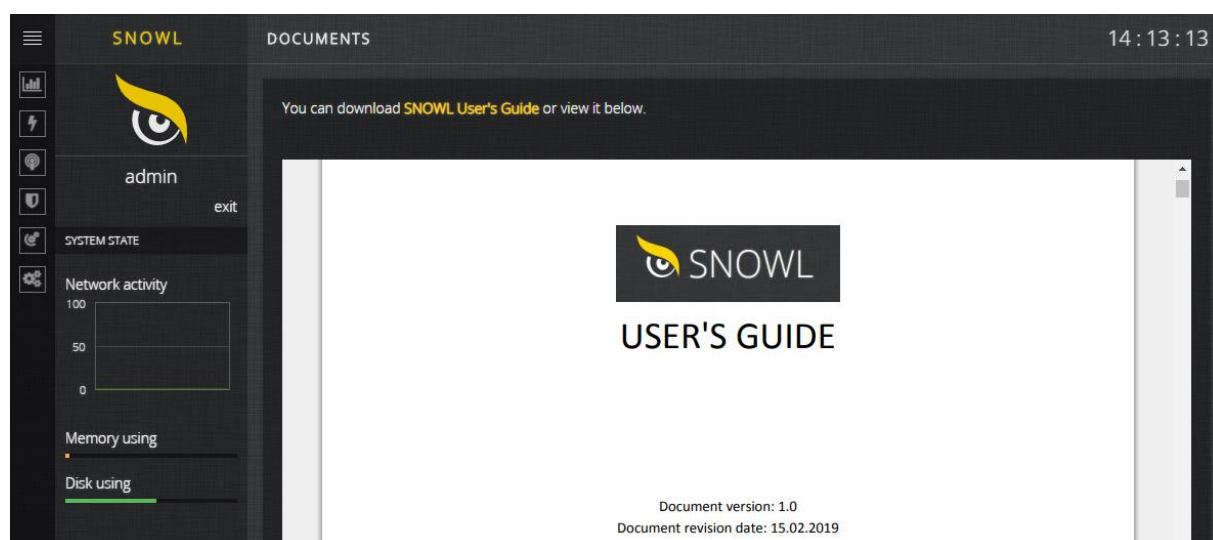 SNOWL
DOCUMENTS
14 : 13 : 13
You can download SNOWL User's Guide or view it below.
admin
exit
SYSTEM STATE
Network activity
100
50
0
Memory using
Disk using
SNOWL
USER'S GUIDE
Document version: 1.0
Document revision date: 15.02.2019